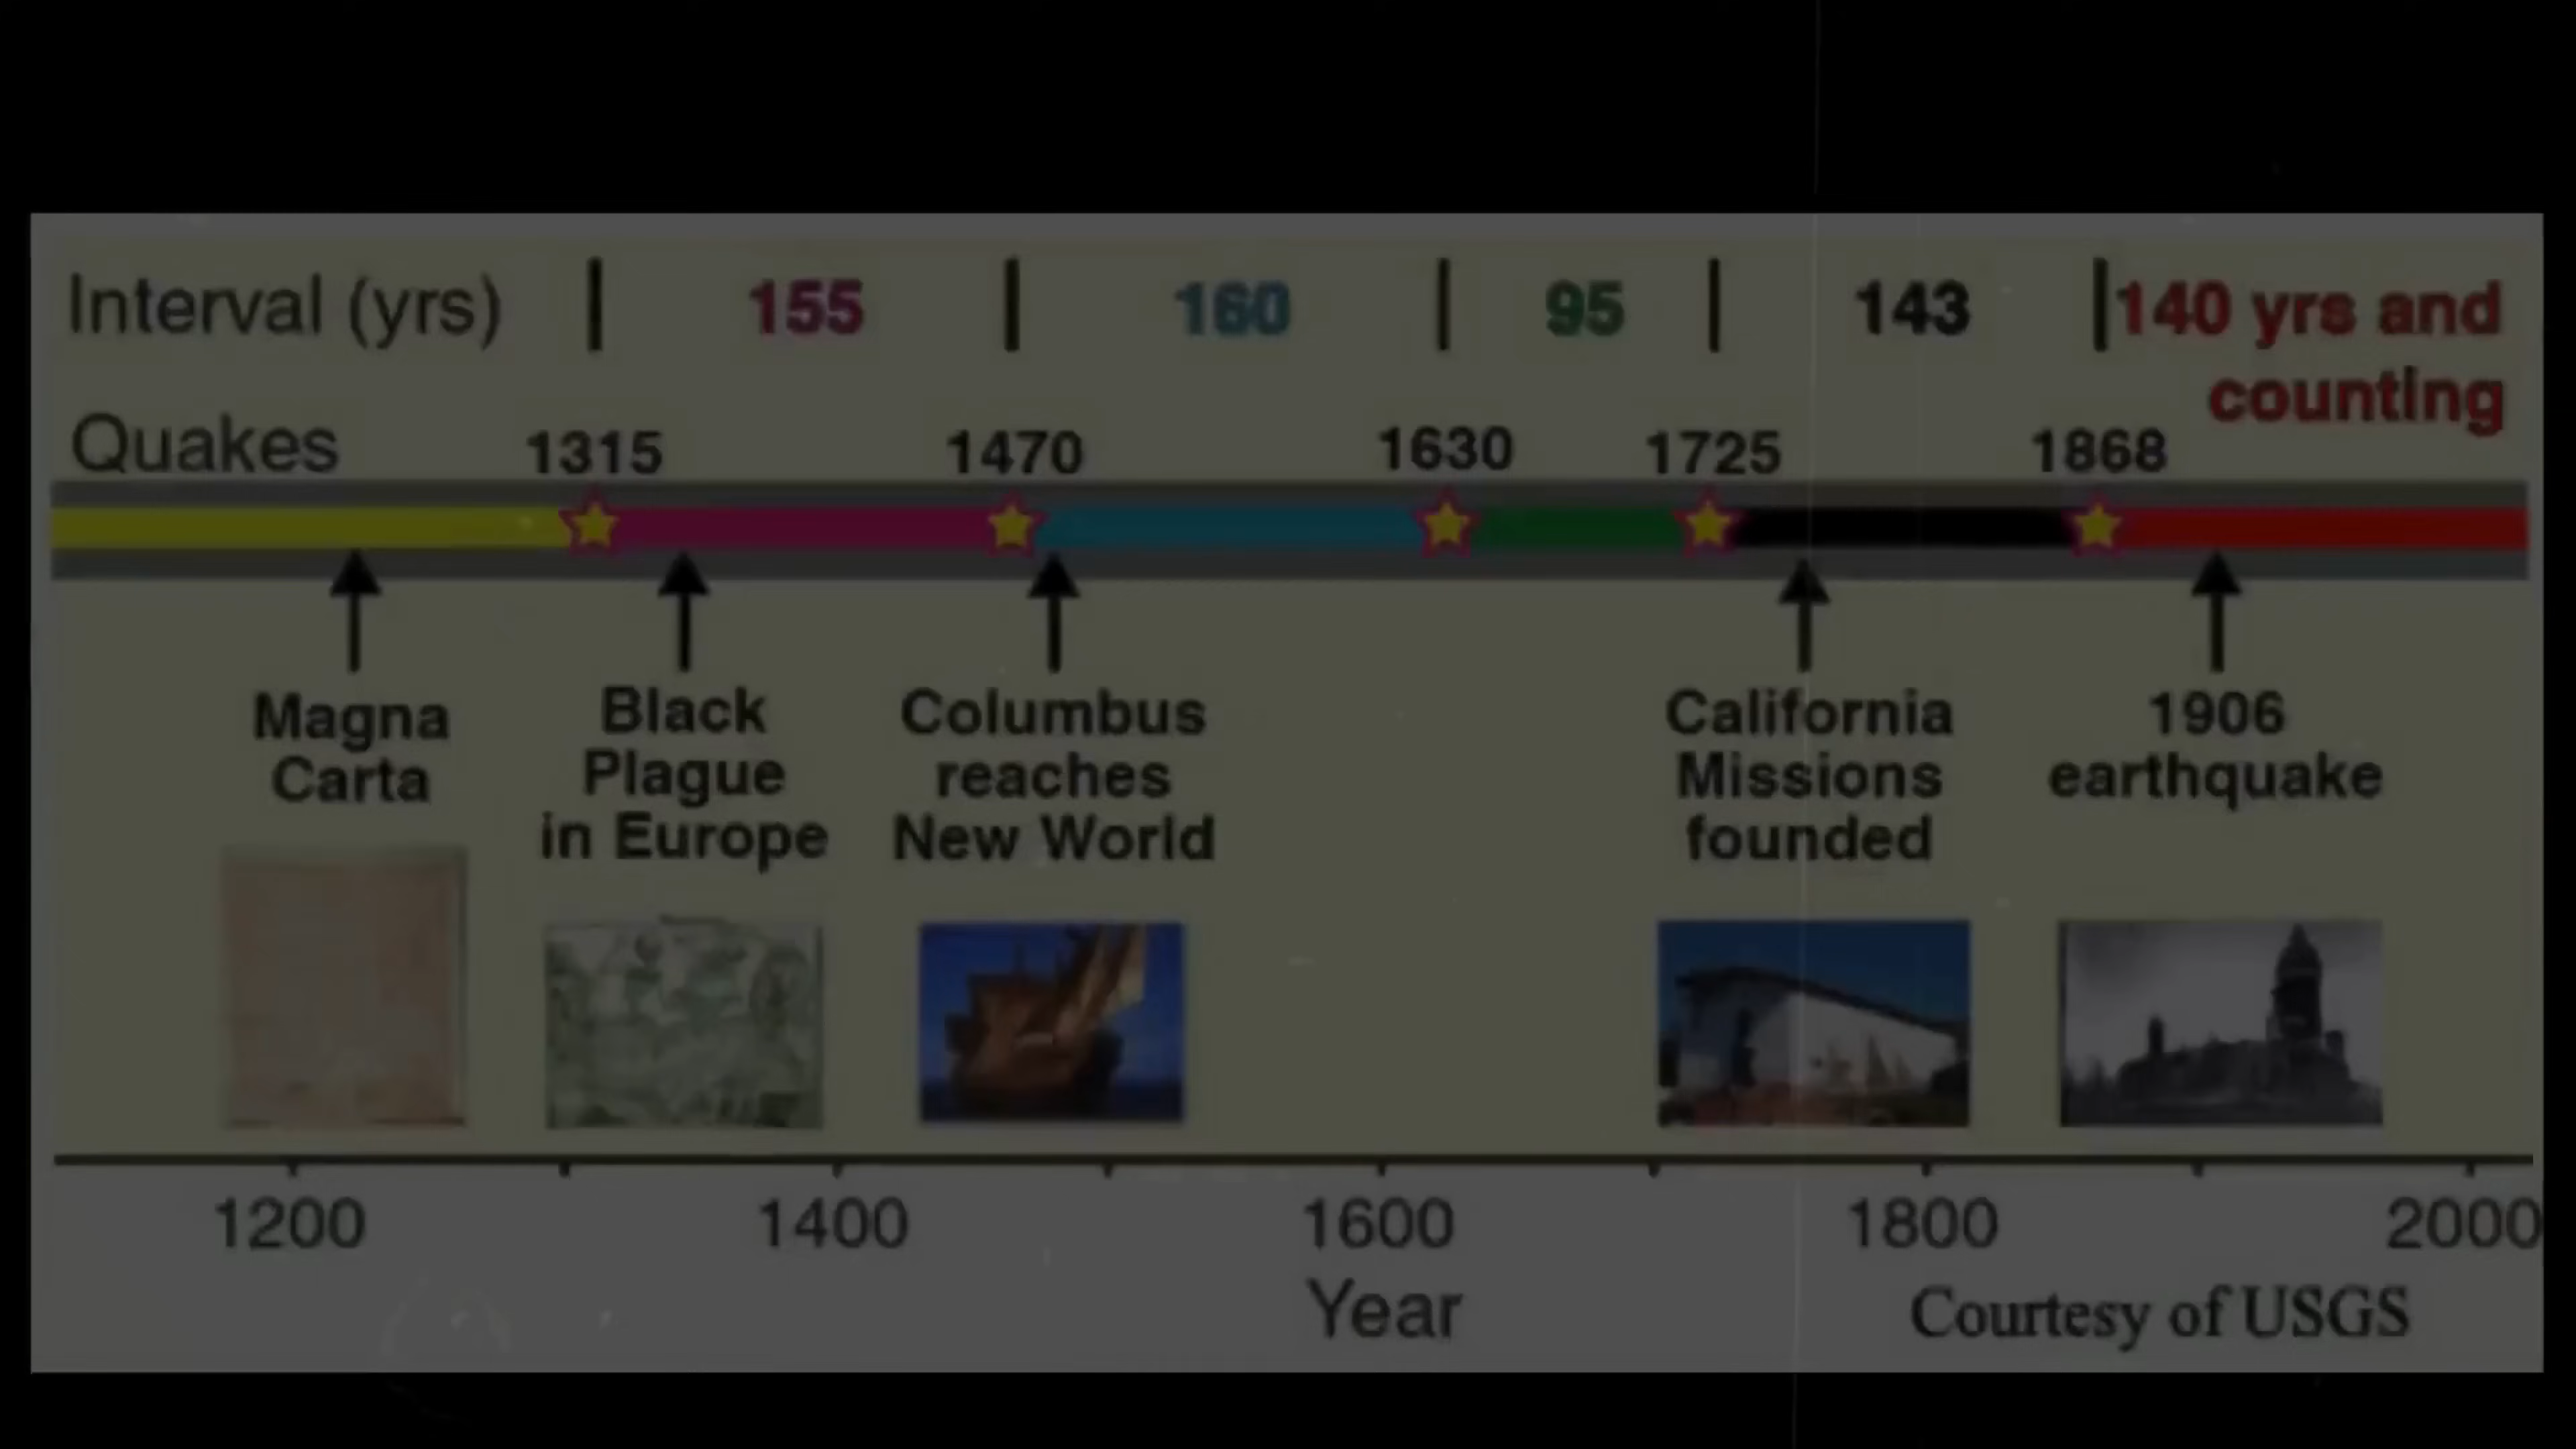 Interval (yrs) 155 160 95 143 140 yrs and
counting
Quakes 1315 1470 1630 1725 1868
Magna
Carta
Black
Plague
in Europe
Columbus
reaches
New World
California
Missions
founded
1906
earthquake
1200 1400 1600 1800 2000
Year
Courtesy of USGS